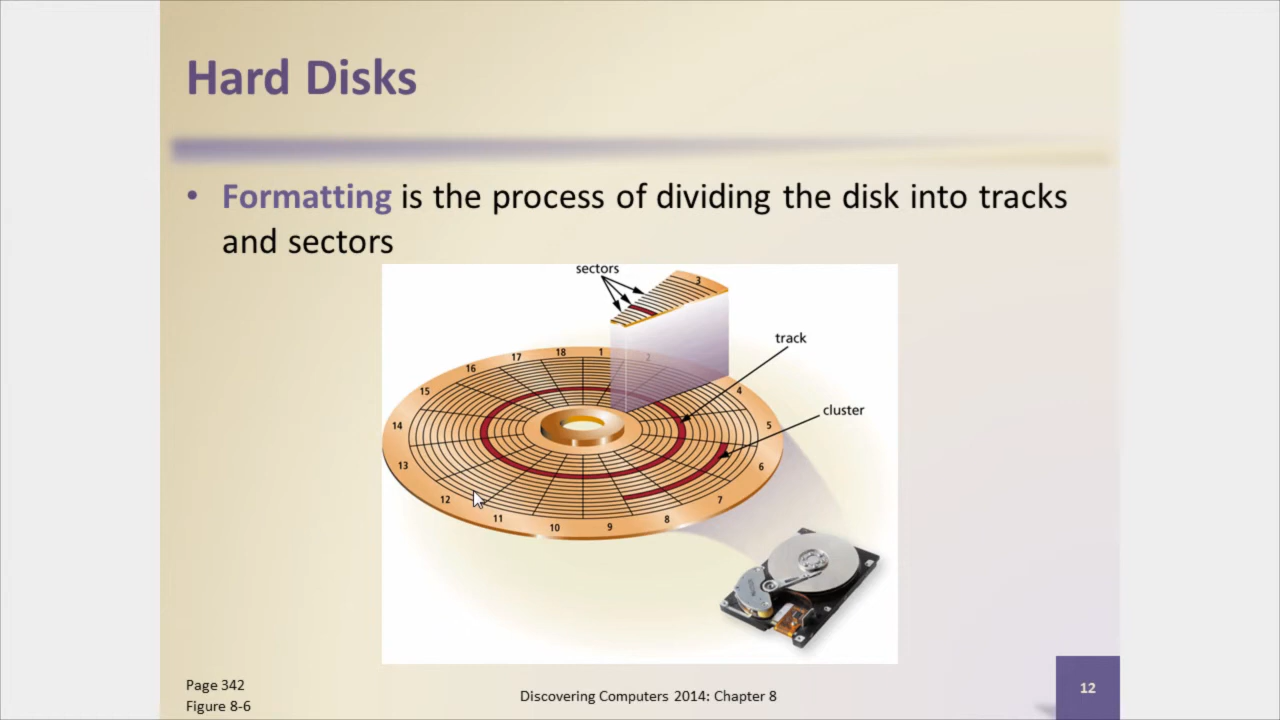 Hard Disks
• Formatting is the process of dividing the disk into tracks
and sectors
sectors
3
track
cluster
1
2
4
5
6
7
8
9
10
11
12
13
14
15
16
17
18
Page 342
Figure 8-6
Discovering Computers 2014: Chapter 8
12